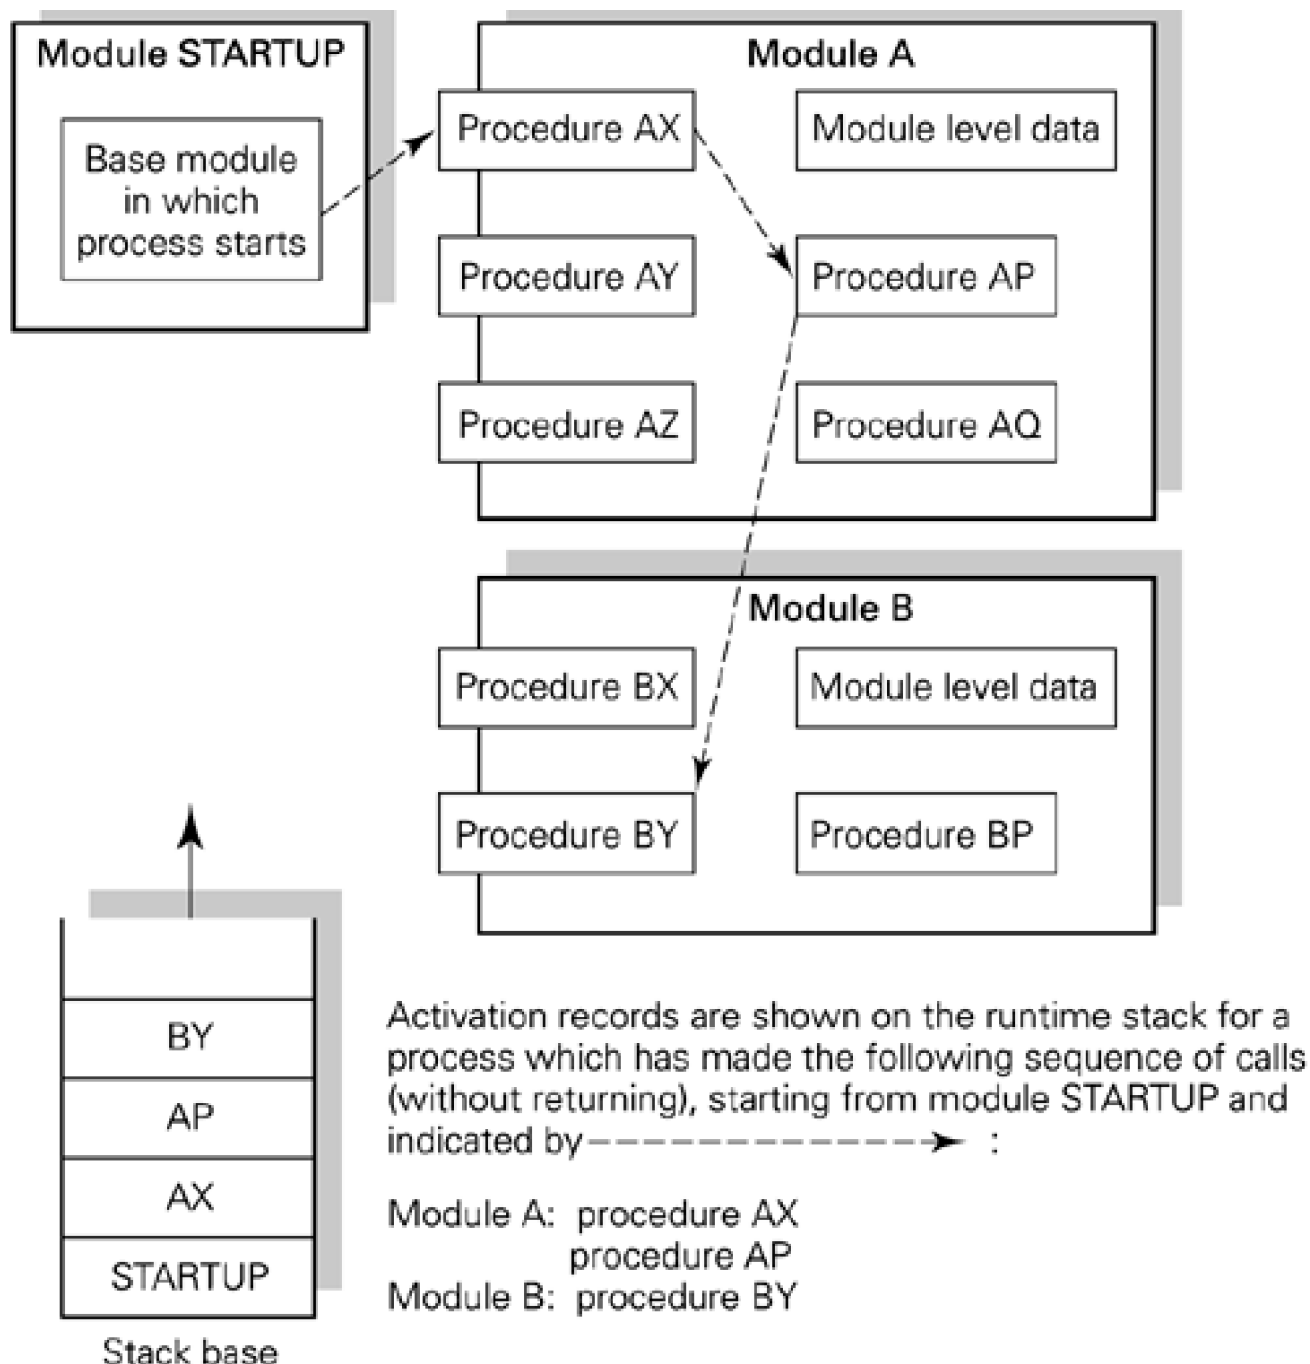 Module STARTUP
Base module
in which
process starts
Module A
Procedure AX
Module level data
Procedure AY
Procedure AP
Procedure AZ
Procedure AQ
Module B
Procedure BX
Module level data
Procedure BY
Procedure BP
BY
AP
AX
STARTUP
Stack base
Activation records are shown on the runtime stack for a
process which has made the following sequence of calls
(without returning), starting from module STARTUP and
indicated by :
Module A: procedure AX
procedure AP
Module B: procedure BY